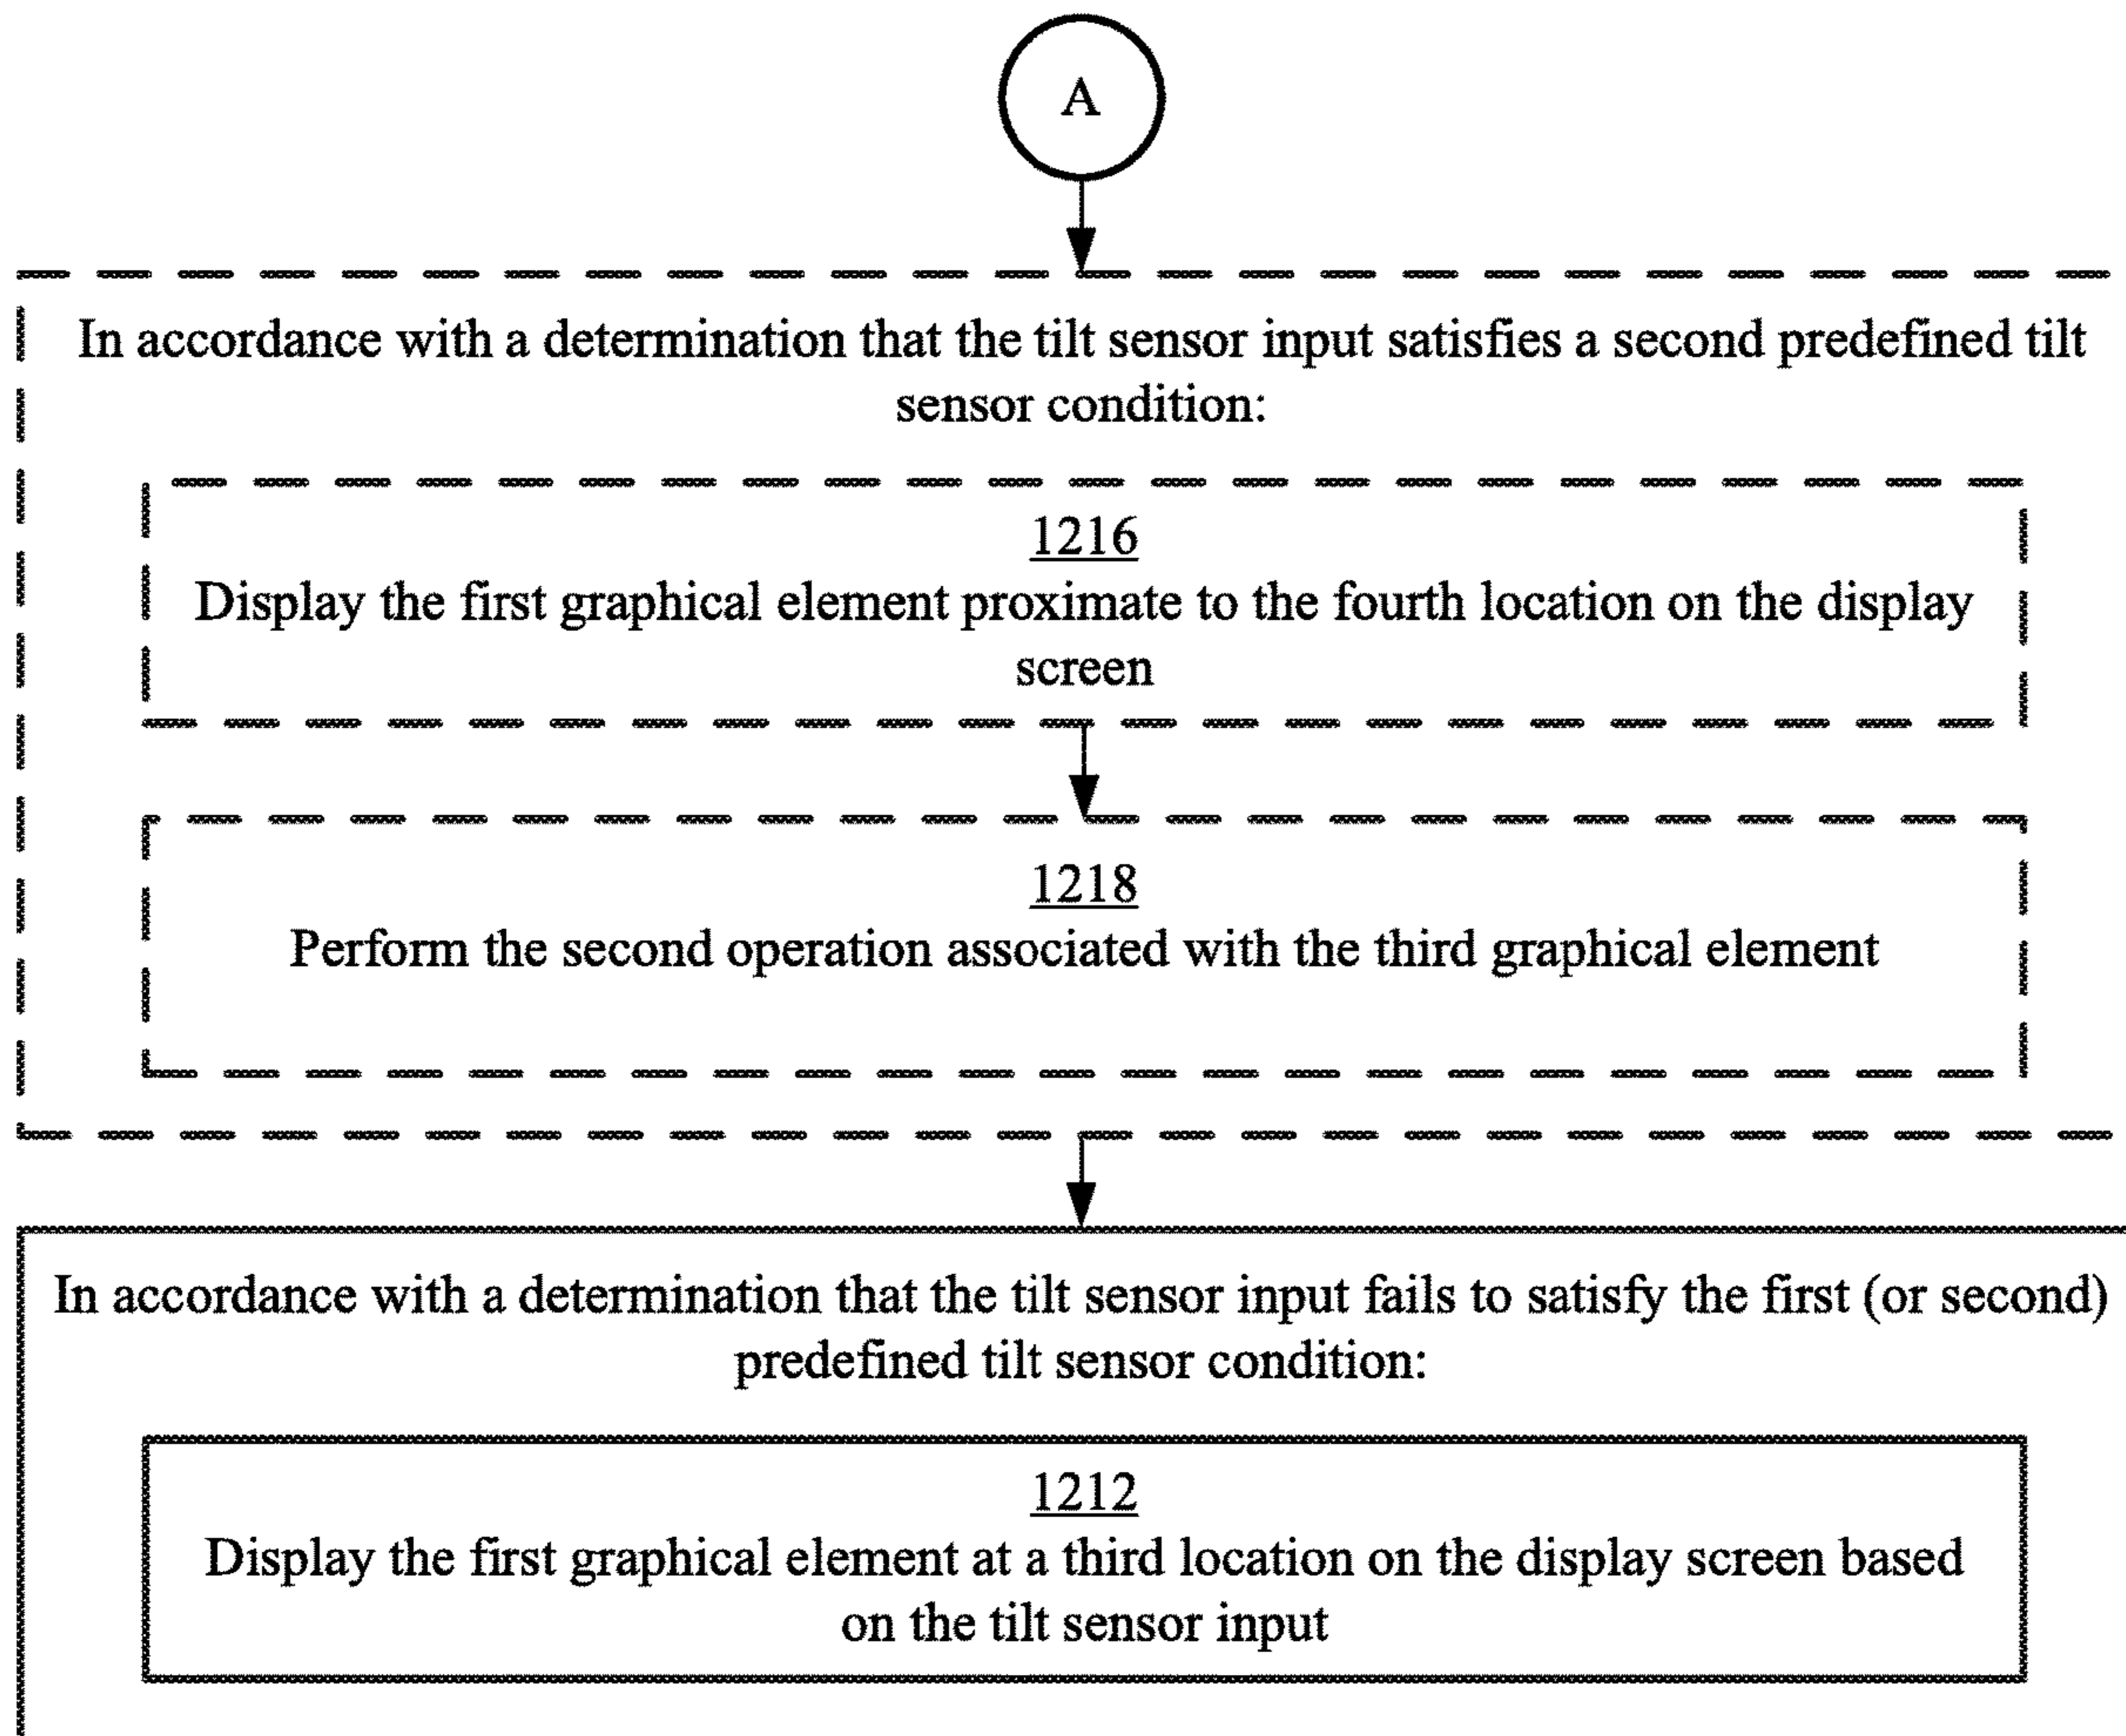 A
In accordance with a determination that the tilt sensor input satisfies a second predefined tilt
sensor condition:
1216
Display the first graphical element proximate to the fourth location on the display
screen
1218
Perform the second operation associated with the third graphical element
In accordance with a determination that the tilt sensor input fails to satisfy the first (or second)
predefined tilt sensor condition:
1212
Display the first graphical element at a third location on the display screen based
on the tilt sensor input